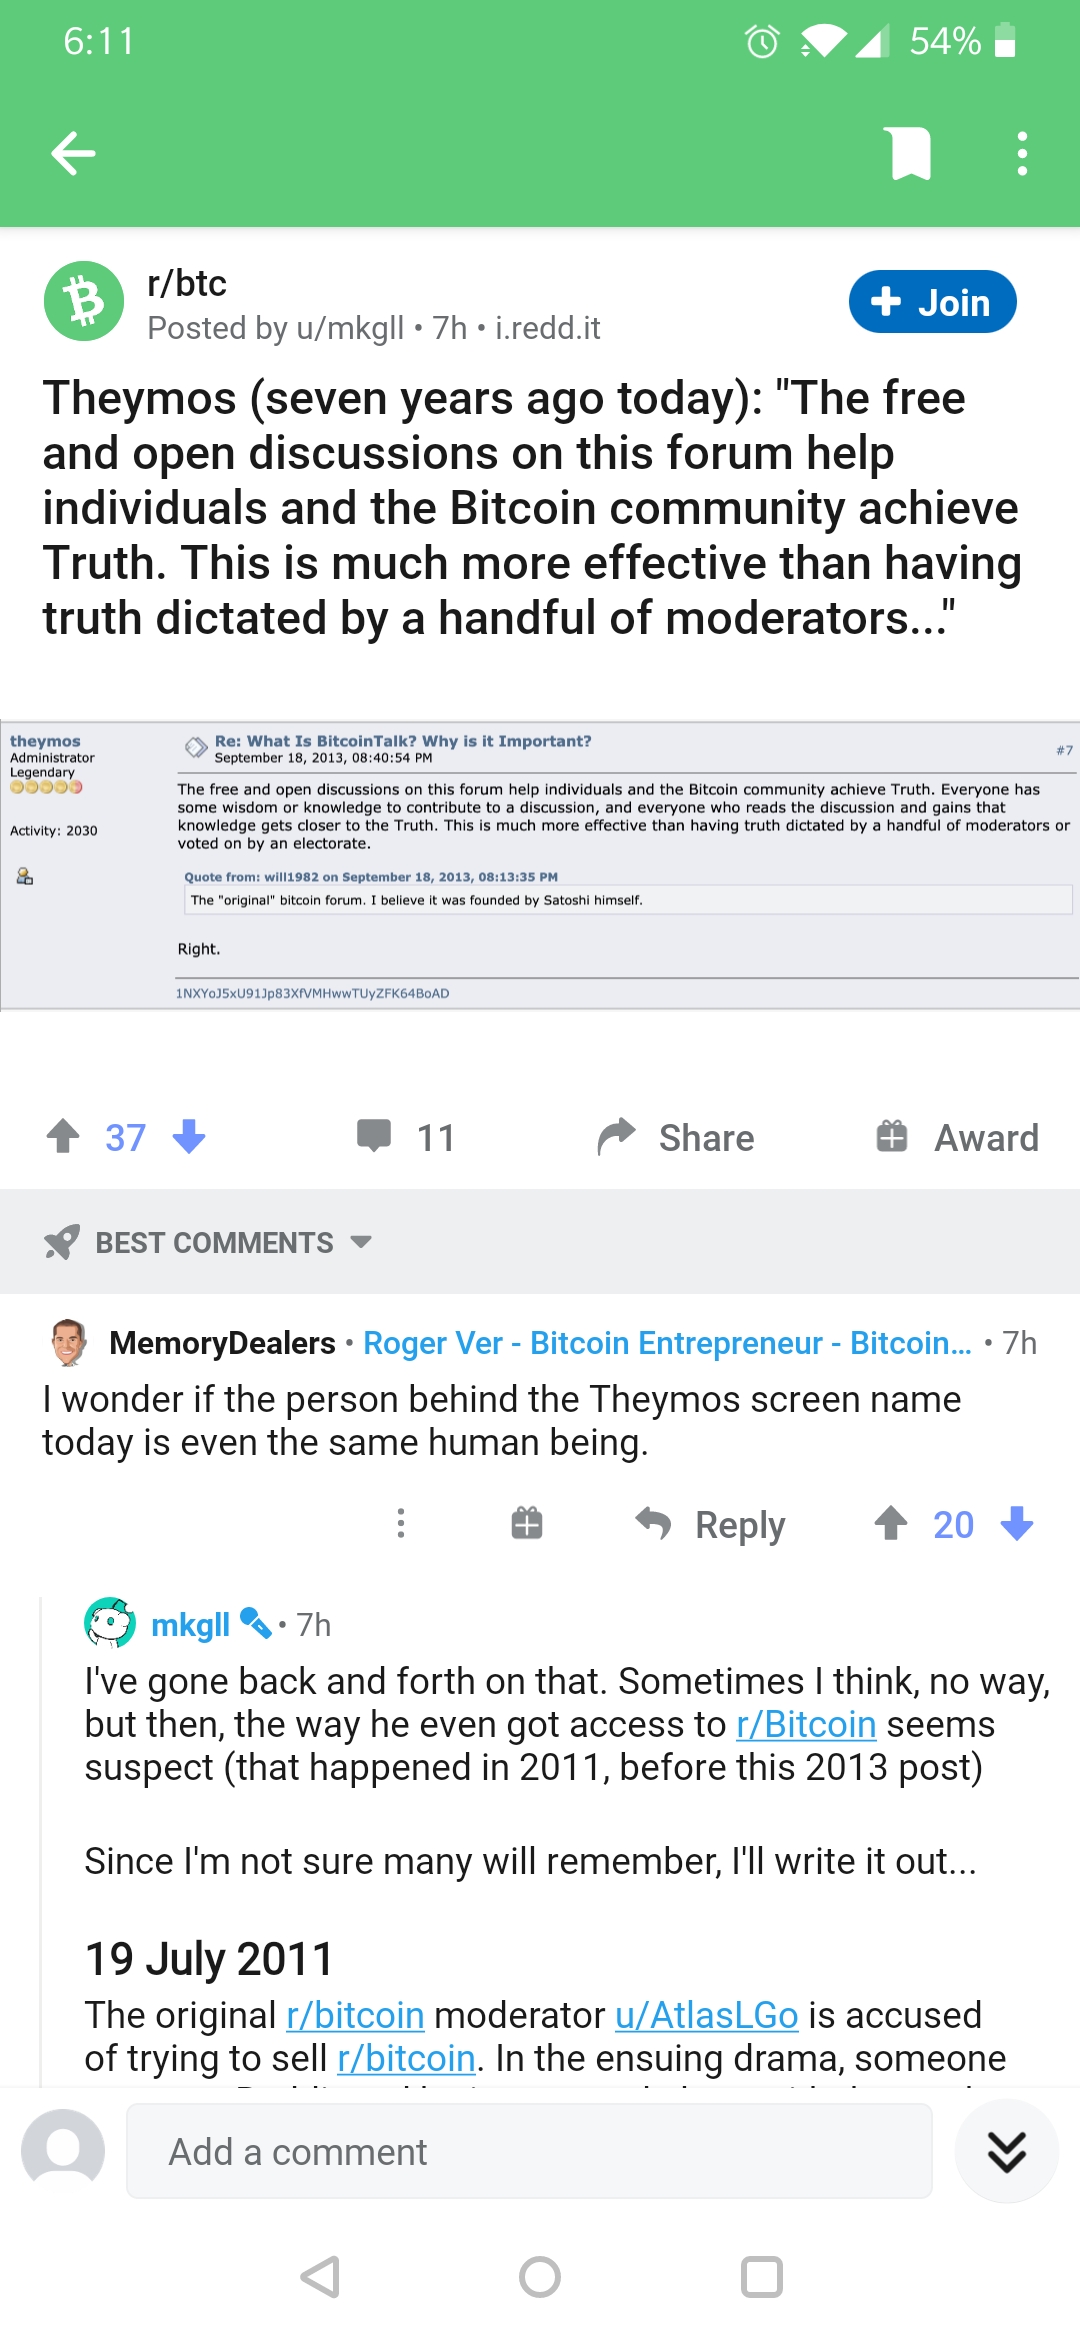 6:11
54%
r/btc
Posted by u/mkgll • 7h • i.redd.it
Join
Theymos (seven years ago today): "The free
and open discussions on this forum help
individuals and the Bitcoin community achieve
Truth. This is much more effective than having
truth dictated by a handful of moderators..."
theymos
Administrator
Legendary
Activity: 2030
Re: What Is BitcoinTalk? Why is it Important?
September 18, 2013, 08:40:54 PM
#7
The free and open discussions on this forum help individuals and the Bitcoin community achieve Truth. Everyone has
some wisdom or knowledge to contribute to a discussion, and everyone who reads the discussion and gains that
knowledge gets closer to the Truth. This is much more effective than having truth dictated by a handful of moderators or
voted on by an electorate.
Quote from: will1982 on September 18, 2013, 08:13:35 PM
The "original" bitcoin forum. I believe it was founded by Satoshi himself.
Right.
1NXYoJ5xU91Jp83XfVMHwwTUyZFK64BoAD
37
11
Share
Award
BEST COMMENTS
MemoryDealers • Roger Ver - Bitcoin Entrepreneur - Bitcoin... • 7h
I wonder if the person behind the Theymos screen name
today is even the same human being.
Reply
20
mkgll • 7h
I've gone back and forth on that. Sometimes I think, no way,
but then, the way he even got access to r/Bitcoin seems
suspect (that happened in 2011, before this 2013 post)
Since I'm not sure many will remember, I'll write it out...
19 July 2011
The original r/bitcoin moderator u/AtlasLGo is accused
of trying to sell r/bitcoin. In the ensuing drama, someone
Add a comment